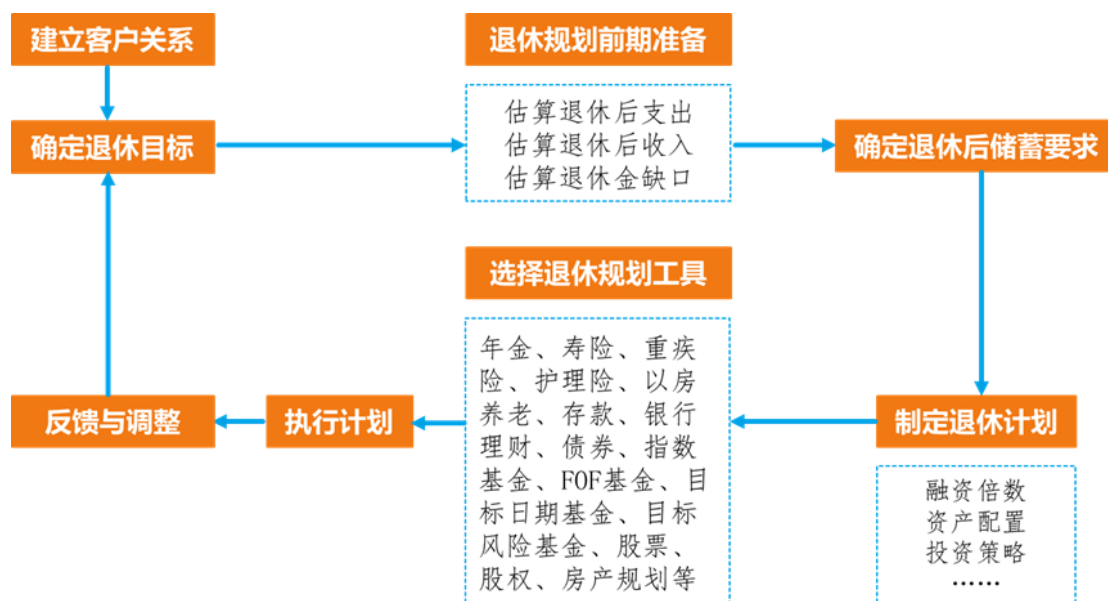 建立客户关系
退休规划前期准备
估算退休后支出
估算退休后收入
估算退休金缺口
确定退休目标
确定退休后储蓄要求
选择退休规划工具
年金、寿险、重疾
险、护理险、以房
养老、存款、银行
理财、债券、指数
基金、FOF基金、目
标日期基金、目标
风险基金、股票、
股权、房产规划等
反馈与调整
执行计划
制定退休计划
融资倍数
资产配置
投资策略
……